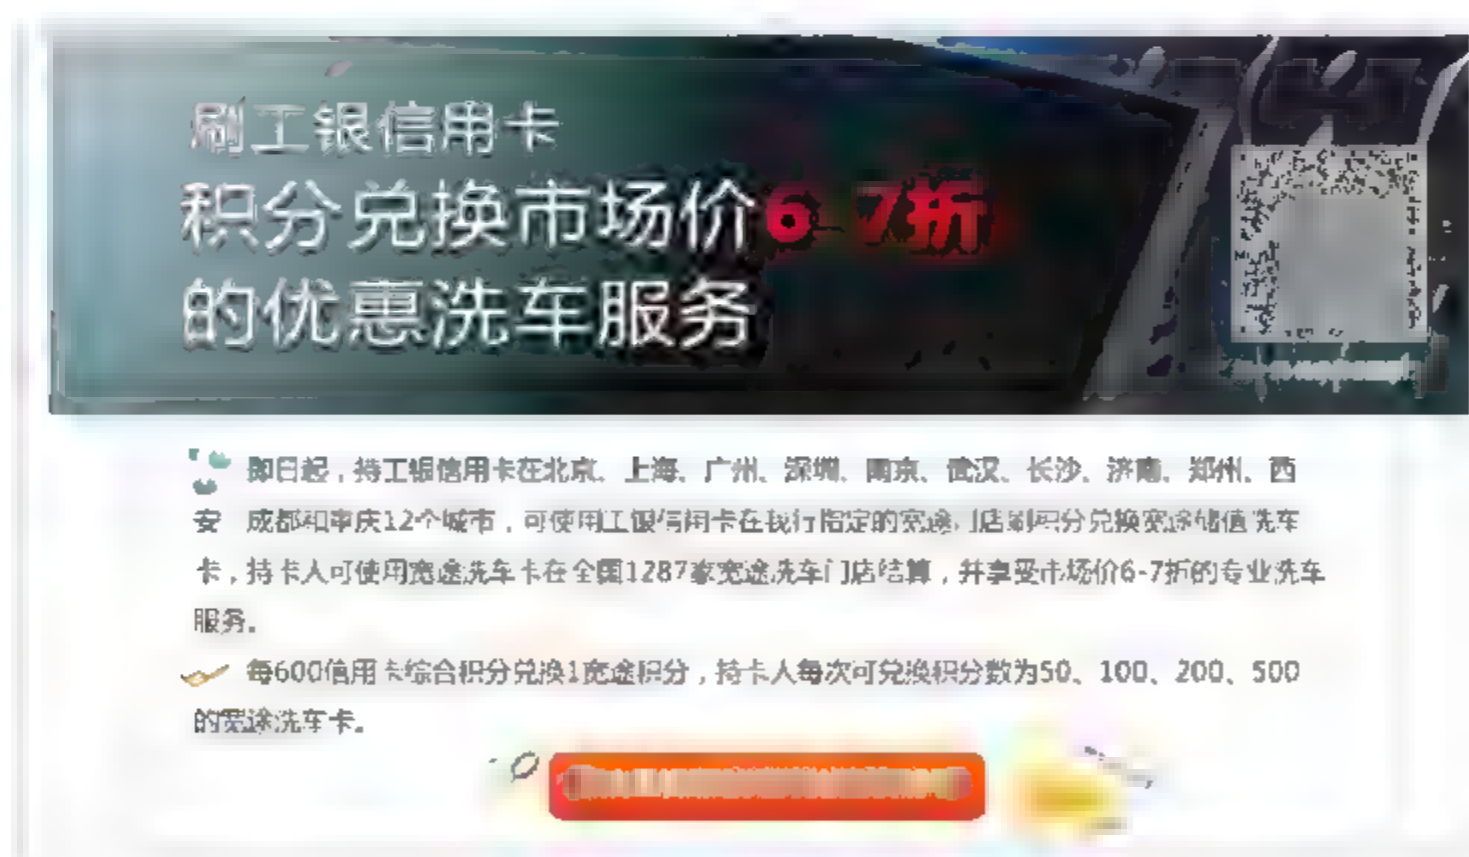 刷工银信用卡
积分兑换市场价6-7折
的优惠洗车服务
即日起，持工银信用卡在北京、上海、广州、深圳、南京、武汉、长沙、济南、郑州、西
安 成都和重庆12个城市，可使用工银信用卡在我行指定的宽途门店刷积分兑换宽途储值洗车
卡，持卡人可使用宽途洗车卡在全国1287家宽途洗车门店结算，并享受市场价6-7折的专业洗车
服务。
每600信用卡综合积分兑换1宽途积分，持卡人每次可兑换积分数为50、100、200、500
的宽途洗车卡。